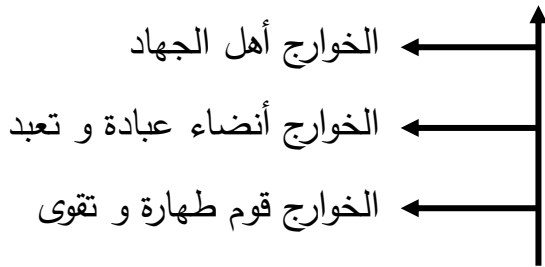 الخوارج أهل الجهاد
الخوارج أنضاء عبادة و تعبد
الخوارج قوم طهارة و تقوى